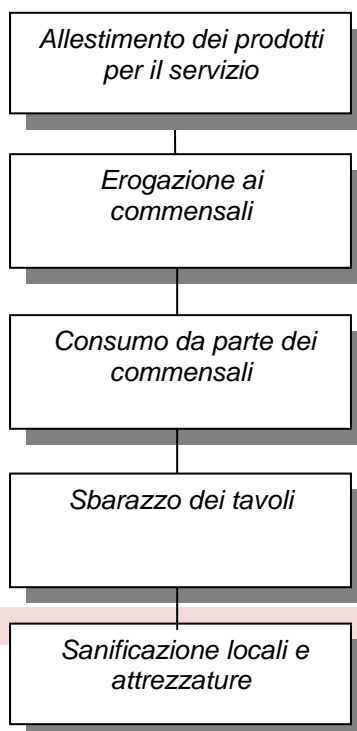 Allestimento dei prodotti
per il servizio
Erogazione ai
commensali
Consumo da parte dei
commensali
Sbarazzo dei tavoli
Sanificazione locali e
attrezzature